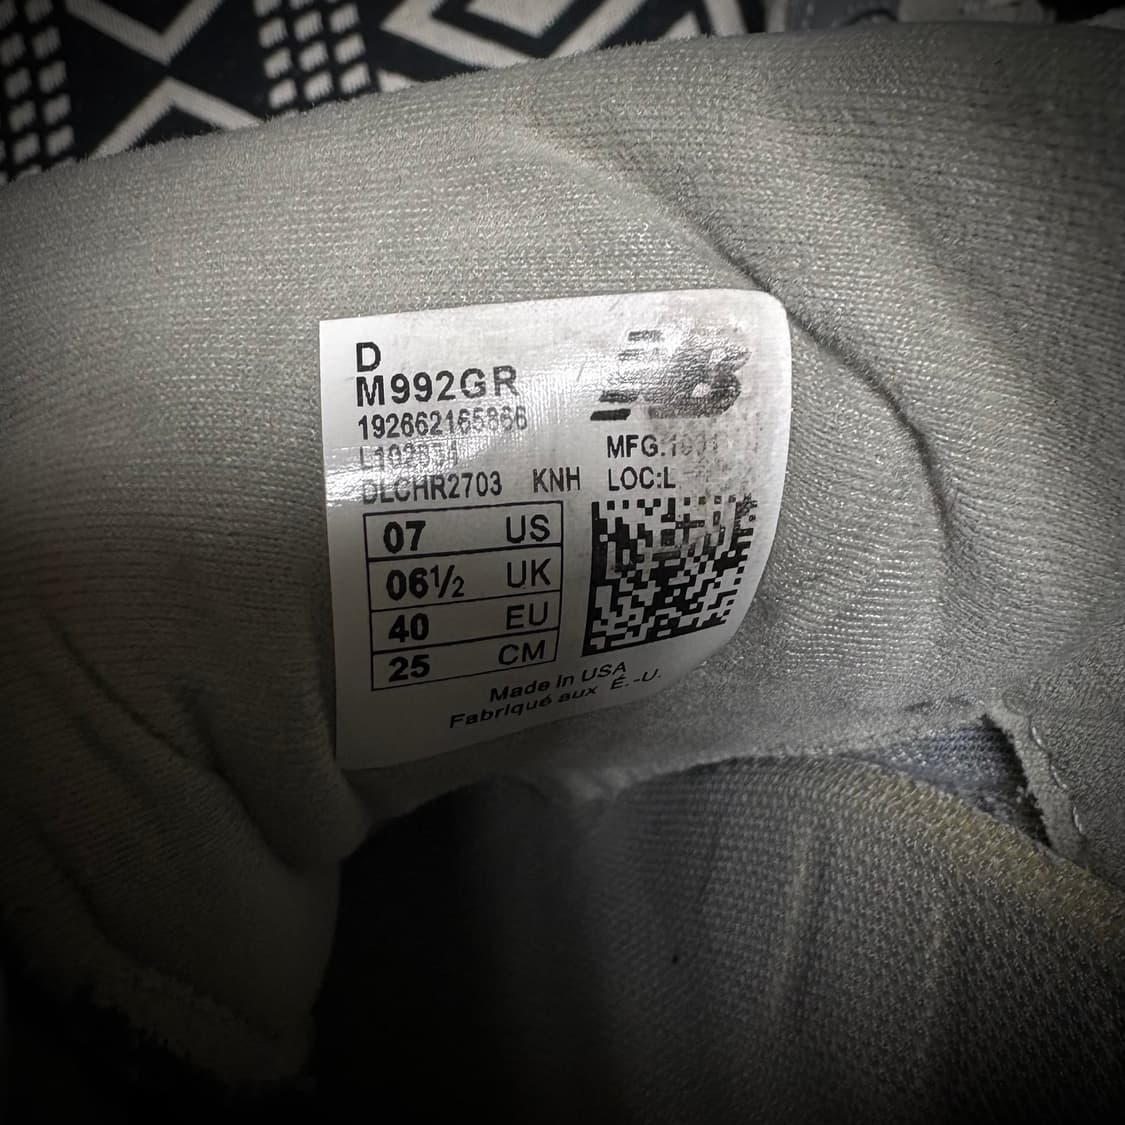 D
M992GR
192662165866
DLCHR2703 KNH
MFG:
LOC:L
07 US
06½ UK
40 EU
25 CM
Made in USA
Fabriqué aux É.-U.